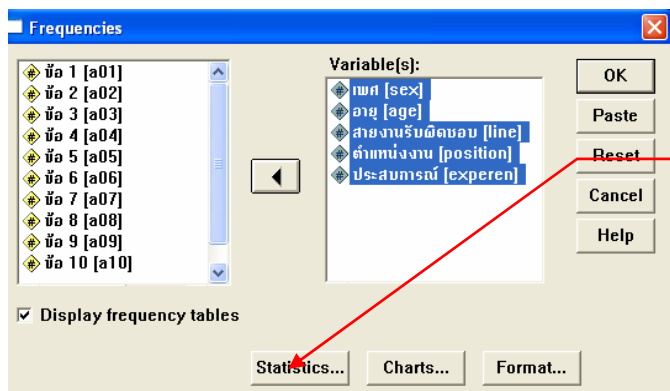 Frequencies
ข้อ 1 [a01]
ข้อ 2 [a02]
ข้อ 3 [a03]
ข้อ 4 [a04]
ข้อ 5 [a05]
ข้อ 6 [a06]
ข้อ 7 [a07]
ข้อ 8 [a08]
ข้อ 9 [a09]
ข้อ 10 [a10]
Variable(s):
เพศ [sex]
อายุ [age]
สายงานรับผิดชอบ [line]
ตำแหน่งงาน [position]
ประสบการณ์ [experen]
OK
Paste
Reset
Cancel
Help
Display frequency tables
Statistics...
Charts...
Format...